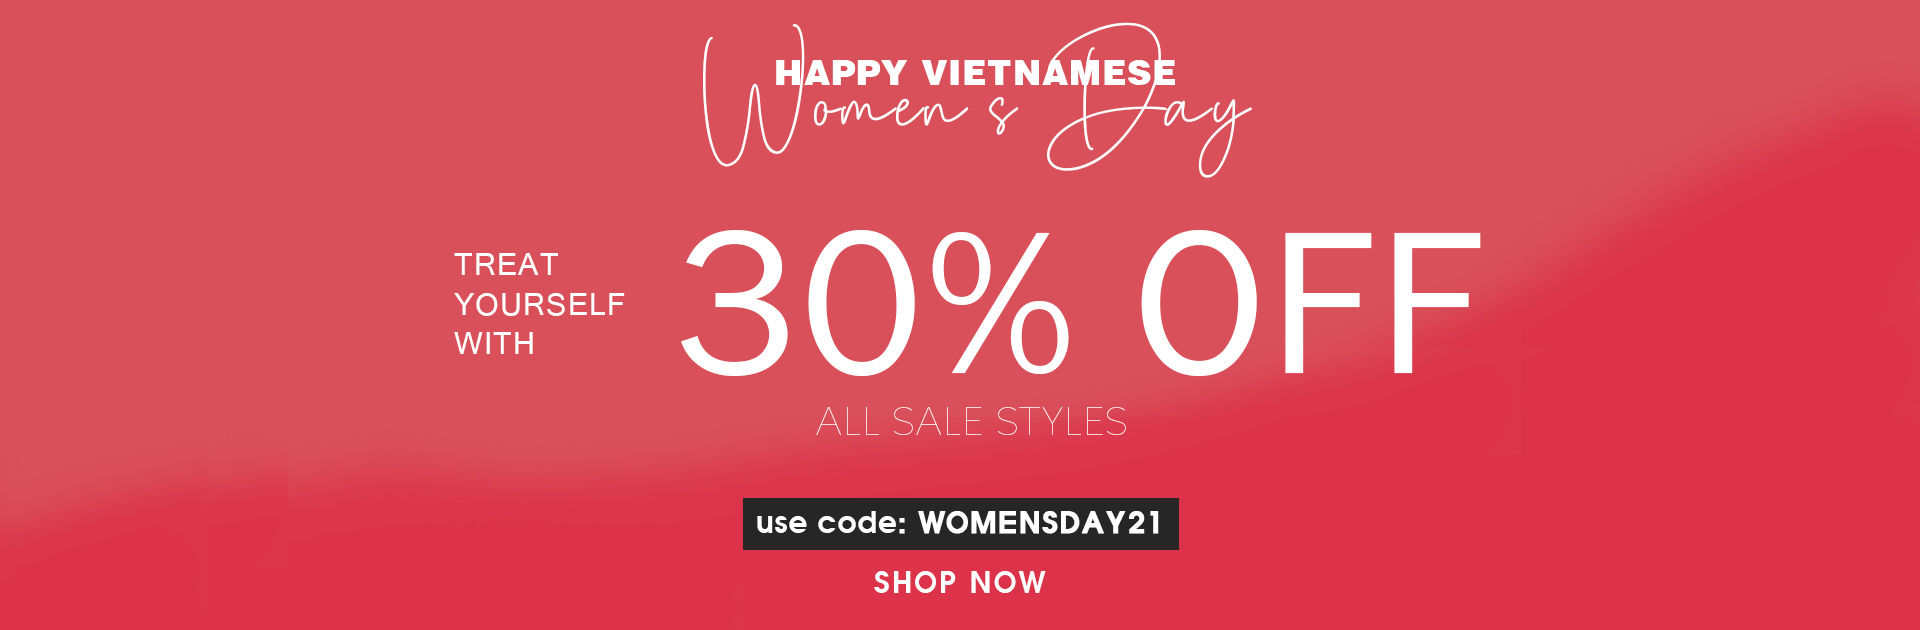 HAPPY VIETNAMESE
Women's Day
TREAT
YOURSELF
WITH
30% OFF
ALL SALE STYLES
use code: WOMENSDAY21
SHOP NOW